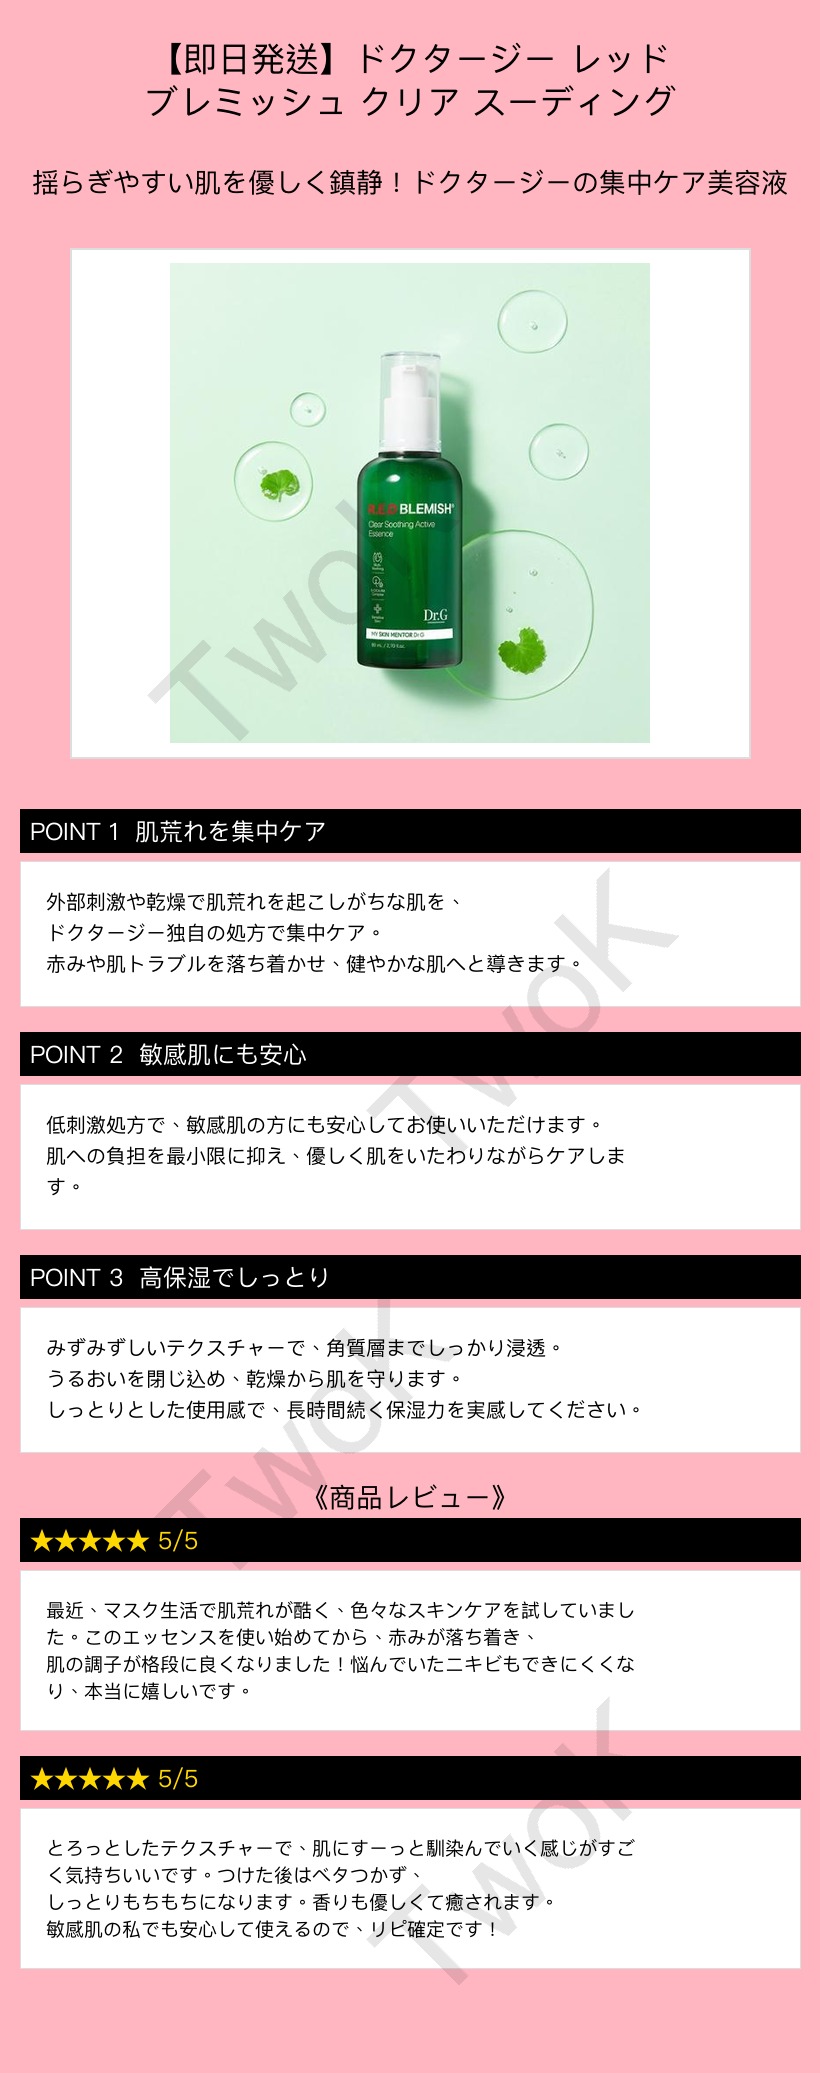 【即日発送】ドクタージー レッド
ブレミッシュ クリア スーディング
揺らぎやすい肌を優しく鎮静！ドクタージーの集中ケア美容液
R.E.D BLEMISH®
Clear Soothing Active
Essence
Dr.G
MY SKIN MENTOR Dr.G
80 mL / 2.70 fl.oz.
TwoK
POINT 1 肌荒れを集中ケア
外部刺激や乾燥で肌荒れを起こしがちな肌を、
ドクタージー独自の処方で集中ケア。
赤みや肌トラブルを落ち着かせ、健やかな肌へと導きます。
TwoK
POINT 2 敏感肌にも安心
低刺激処方で、敏感肌の方にも安心してお使いいただけます。
肌への負担を最小限に抑え、優しく肌をいたわりながらケアしま
す。
POINT 3 高保湿でしっとり
みずみずしいテクスチャーで、角質層までしっかり浸透。
うるおいを閉じ込め、乾燥から肌を守ります。
しっとりとした使用感で、長時間続く保湿力を実感してください。
TwoK
《商品レビュー》
★★★★★ 5/5
最近、マスク生活で肌荒れが酷く、色々なスキンケアを試していまし
た。このエッセンスを使い始めてから、赤みが落ち着き、
肌の調子が格段に良くなりました！悩んでいたニキビもできにくくな
り、本当に嬉しいです。
★★★★★ 5/5
とろっとしたテクスチャーで、肌にすーっと馴染んでいく感じがすご
く気持ちいいです。つけた後はベタつかず、
しっとりもちもちになります。香りも優しくて癒されます。
敏感肌の私でも安心して使えるので、リピ確定です！
TwoK